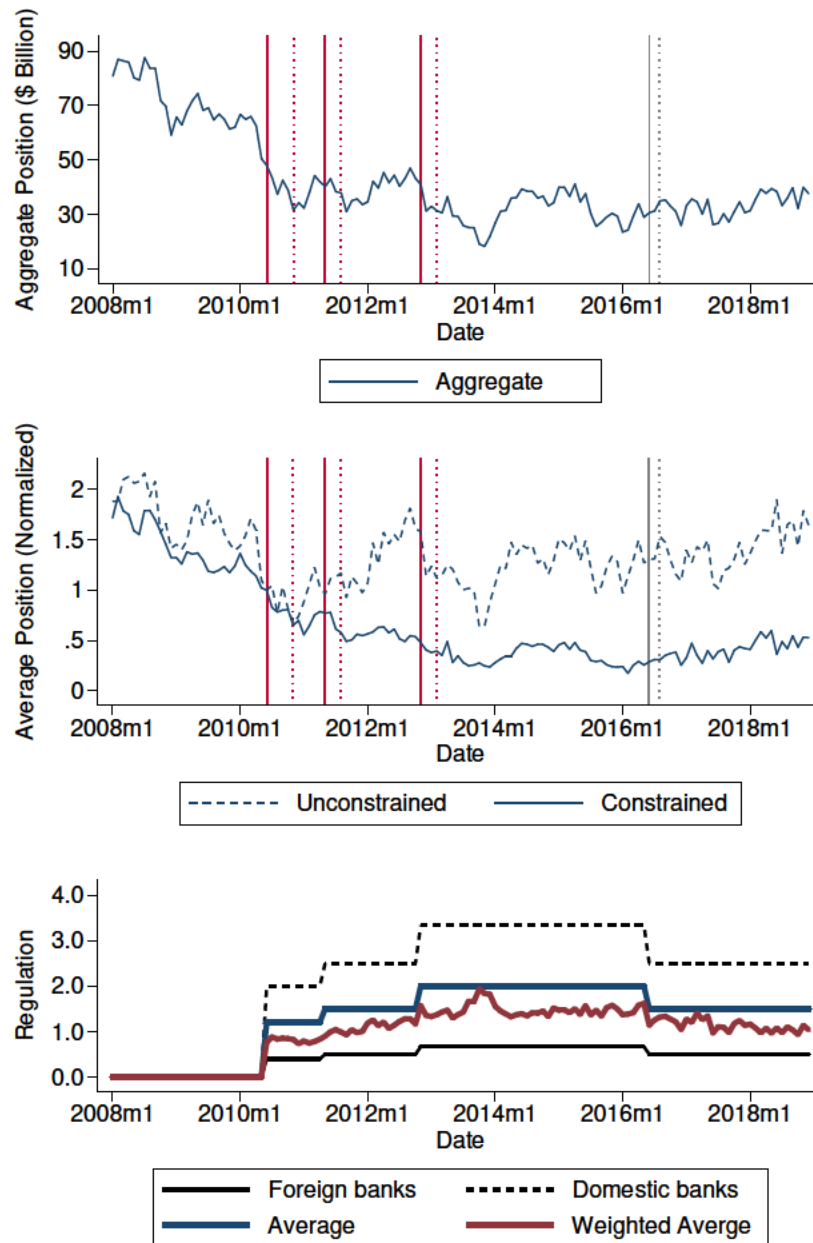 Aggregate Position ($ Billion)
90
70
50
30
10
2008m1 2010m1 2012m1 2014m1 2016m1 2018m1
Date
Aggregate
Average Position (Normalized)
2
1.5
1
.5
0
2008m1 2010m1 2012m1 2014m1 2016m1 2018m1
Date
Unconstrained Constrained
Regulation
4.0
3.0
2.0
1.0
0.0
2008m1 2010m1 2012m1 2014m1 2016m1 2018m1
Date
Foreign banks Domestic banks
Average Weighted Averge